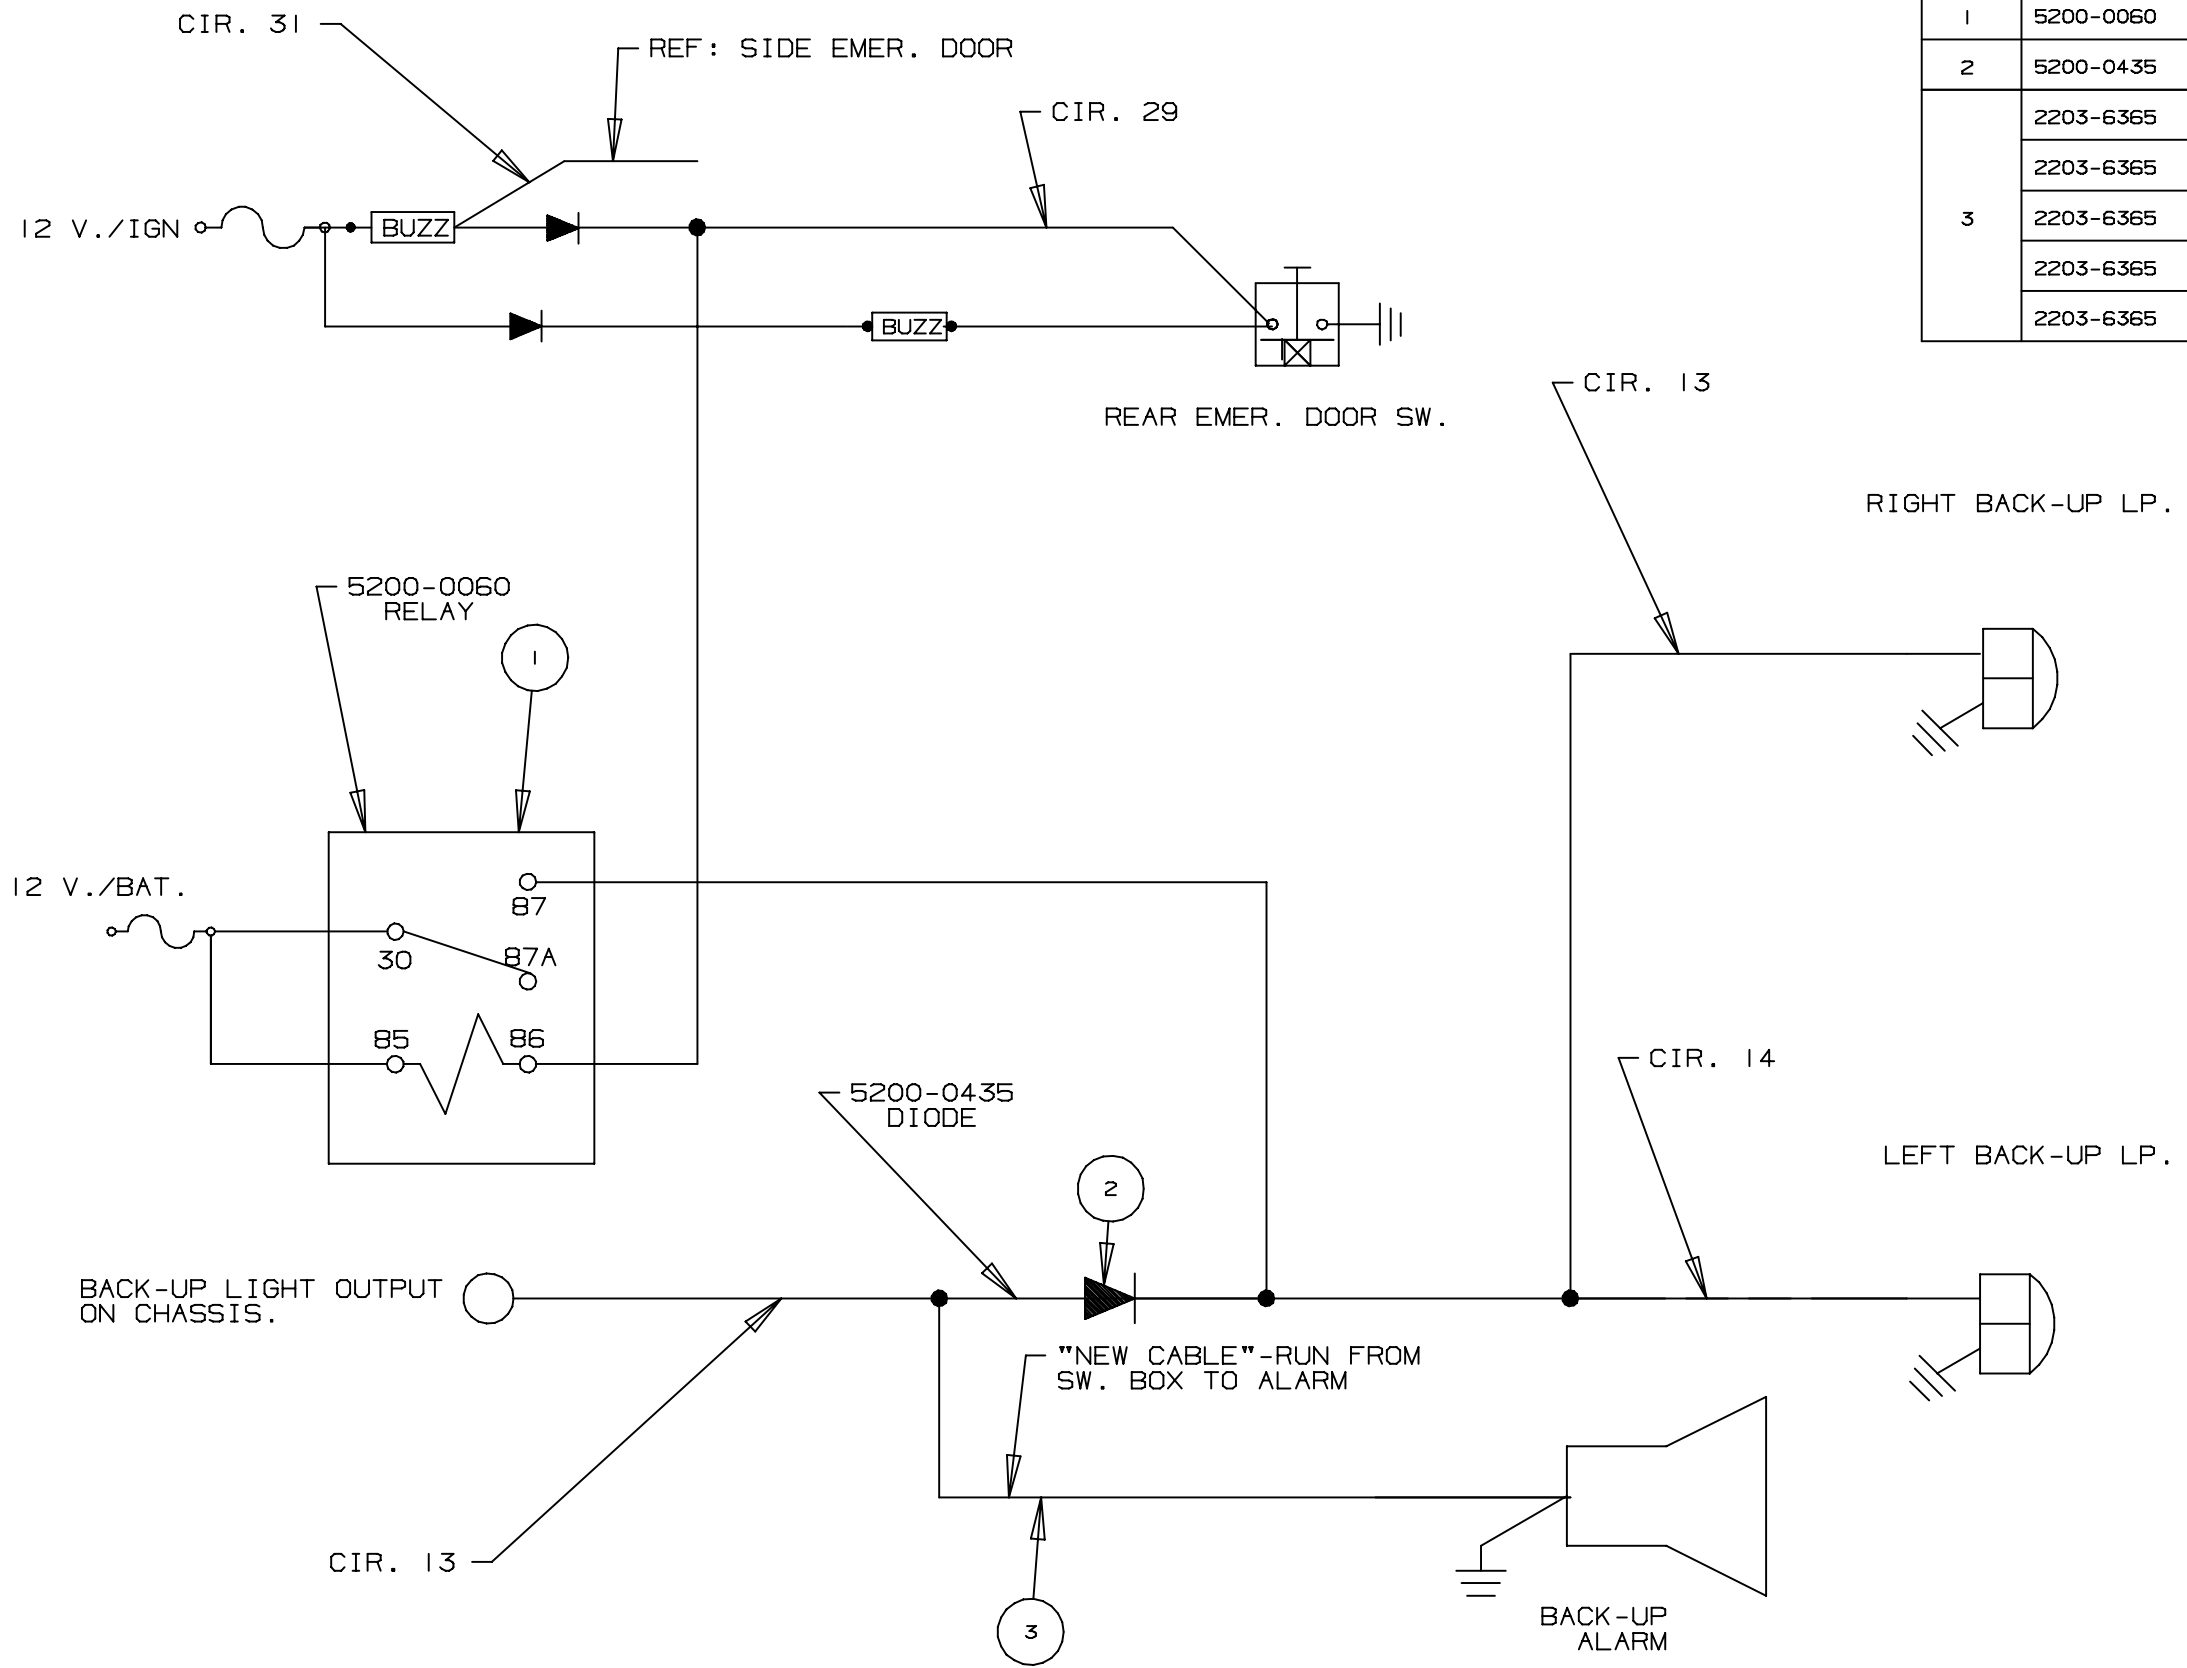 CIR. 31
REF: SIDE EMER. DOOR
CIR. 29
12 V./IGN
BUZZ
BUZZ
REAR EMER. DOOR SW.
1 5200-0060
2 5200-0435
2203-6365
2203-6365
3 2203-6365
2203-6365
2203-6365
CIR. 13
RIGHT BACK-UP LP.
5200-0060
RELAY
1
12 V./BAT.
87
30
87A
85
86
5200-0435
DIODE
2
CIR. 14
LEFT BACK-UP LP.
BACK-UP LIGHT OUTPUT
ON CHASSIS.
"NEW CABLE"-RUN FROM
SW. BOX TO ALARM
CIR. 13
3
BACK-UP
ALARM